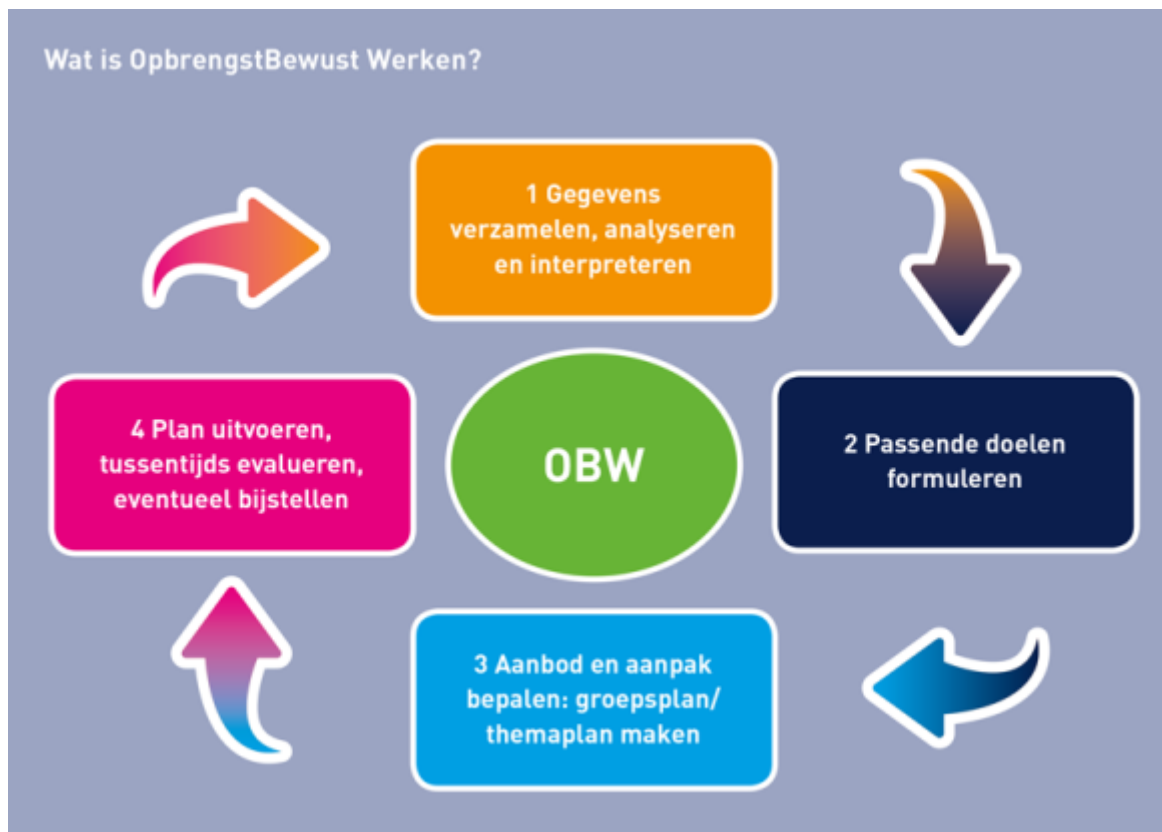 Wat is OpbrengstBewust Werken?
1 Gegevens
verzamelen, analyseren
en interpreteren
2 Passende doelen
formuleren
3 Aanbod en aanpak
bepalen: groepsplan/
themaplan maken
4 Plan uitvoeren,
tussentijds evalueren,
eventueel bijstellen
OBW